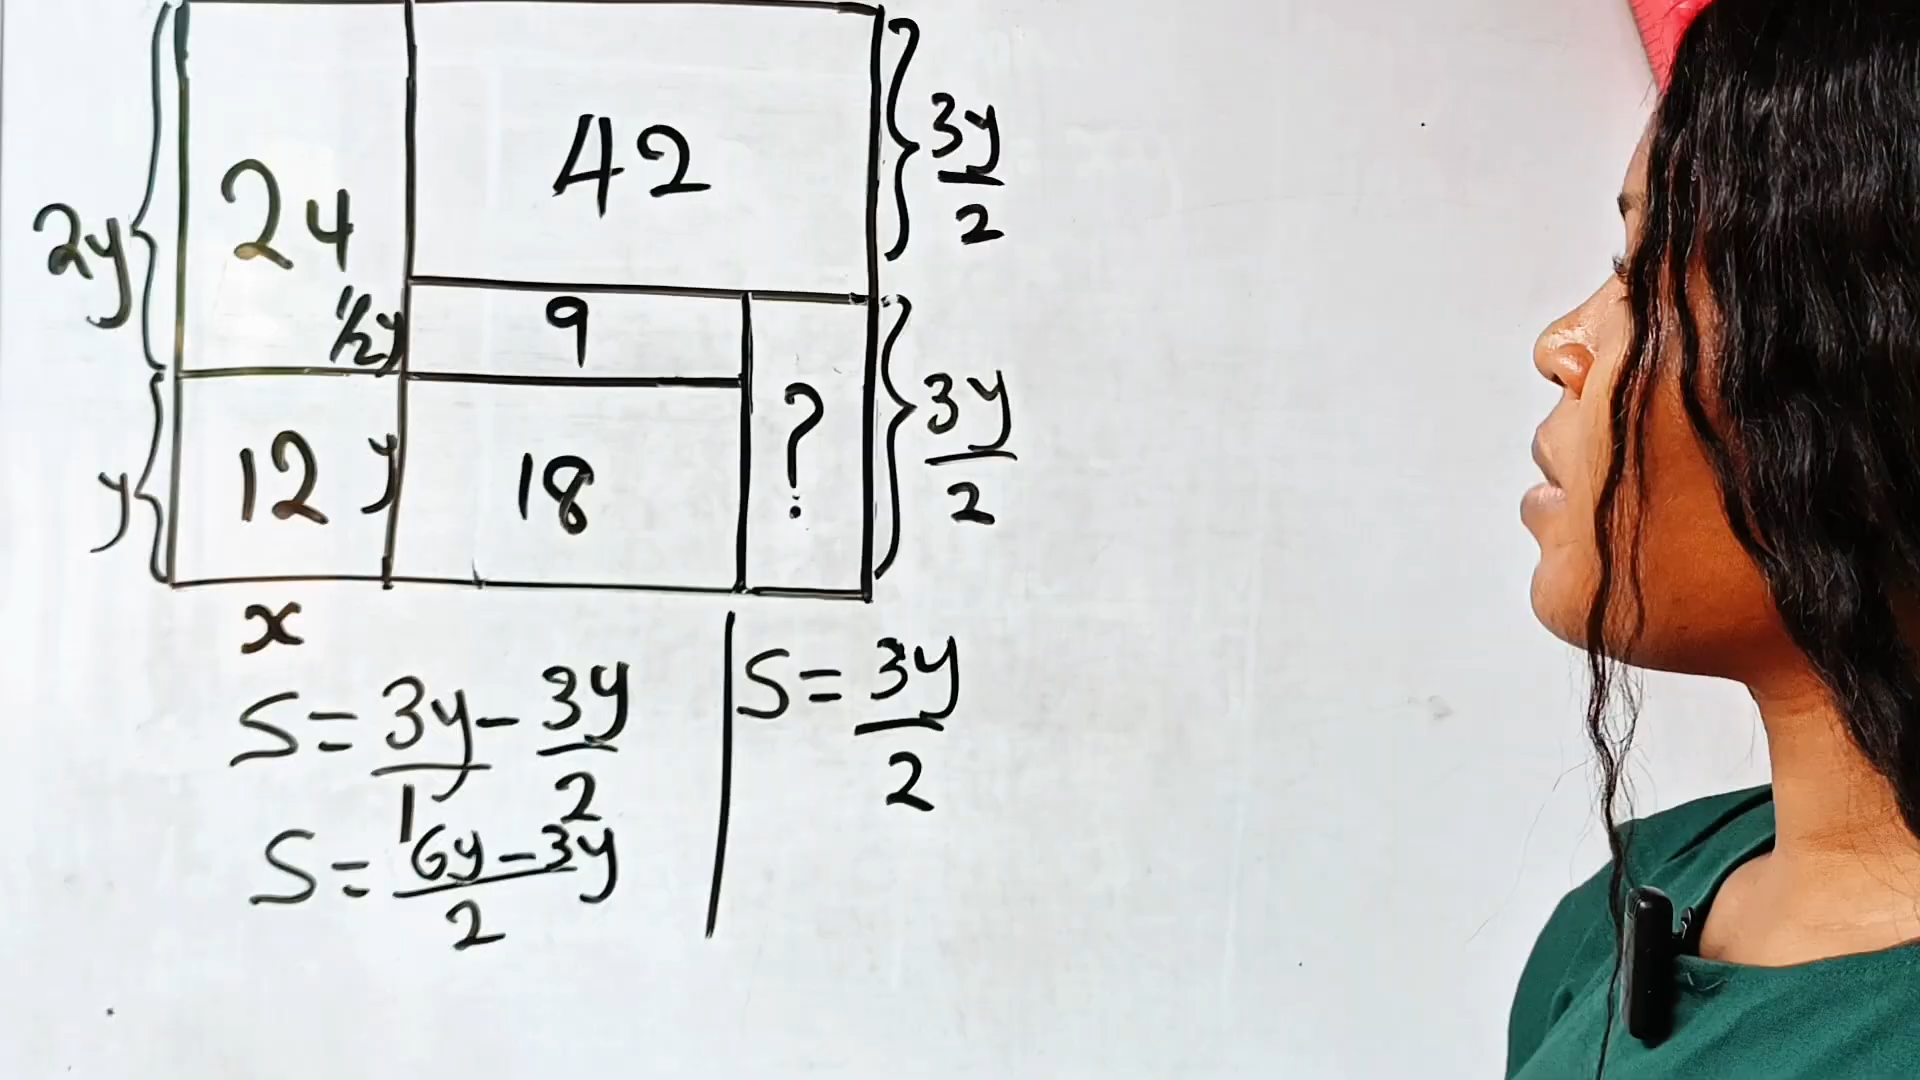 2y
24
42
3y/2
1/2y
9
y
12
y
18
?
3y/2
x
S = 3y/1 - 3y/2
S = 6y - 3y/2
S = 3y/2